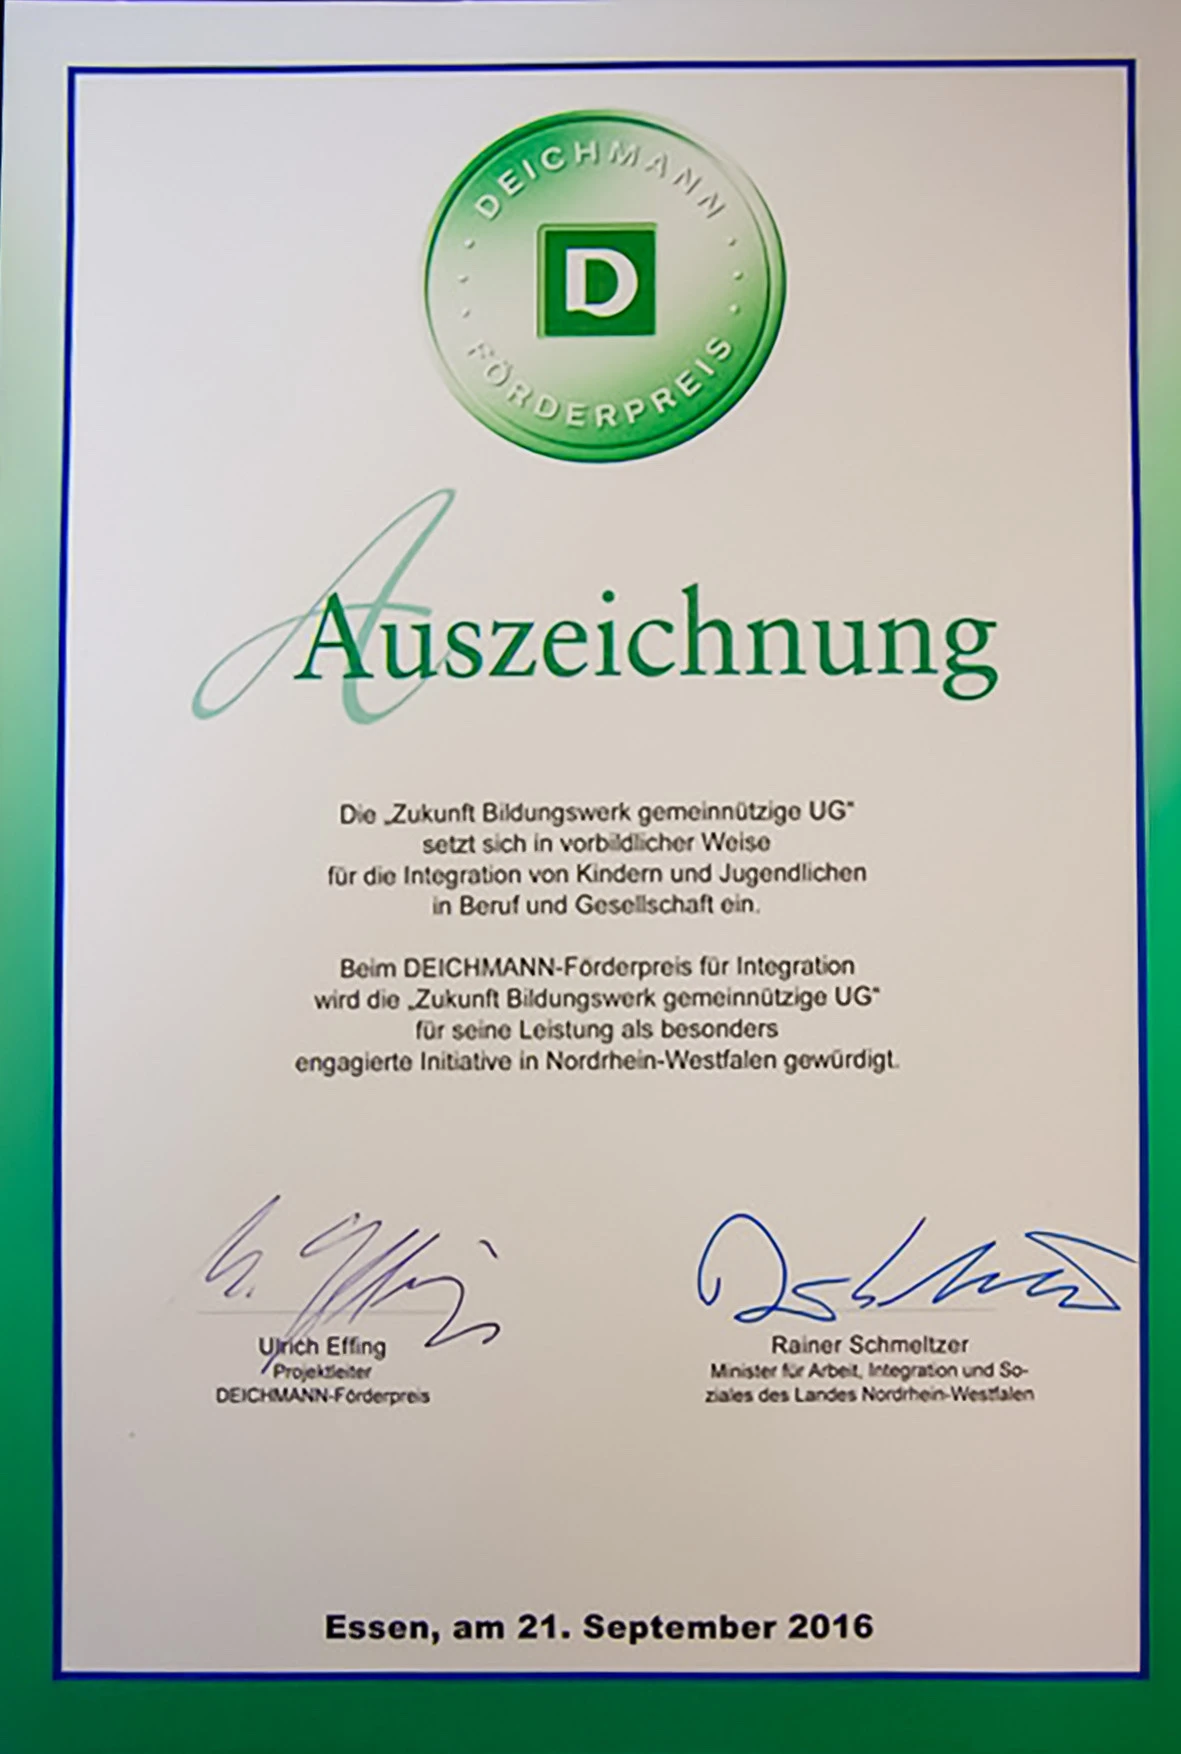 DEICHMANN
D
FÖRDERPREIS
Auszeichnung
Die „Zukunft Bildungswerk gemeinnützige UG“
setzt sich in vorbildlicher Weise
für die Integration von Kindern und Jugendlichen
in Beruf und Gesellschaft ein.
Beim DEICHMANN-Förderpreis für Integration
wird die „Zukunft Bildungswerk gemeinnützige UG“
für seine Leistung als besonders
engagierte Initiative in Nordrhein-Westfalen gewürdigt.
Ulrich Effing
Projektleiter
DEICHMANN-Förderpreis
Rainer Schmeltzer
Minister für Arbeit, Integration und So-
ziales des Landes Nordrhein-Westfalen
Essen, am 21. September 2016